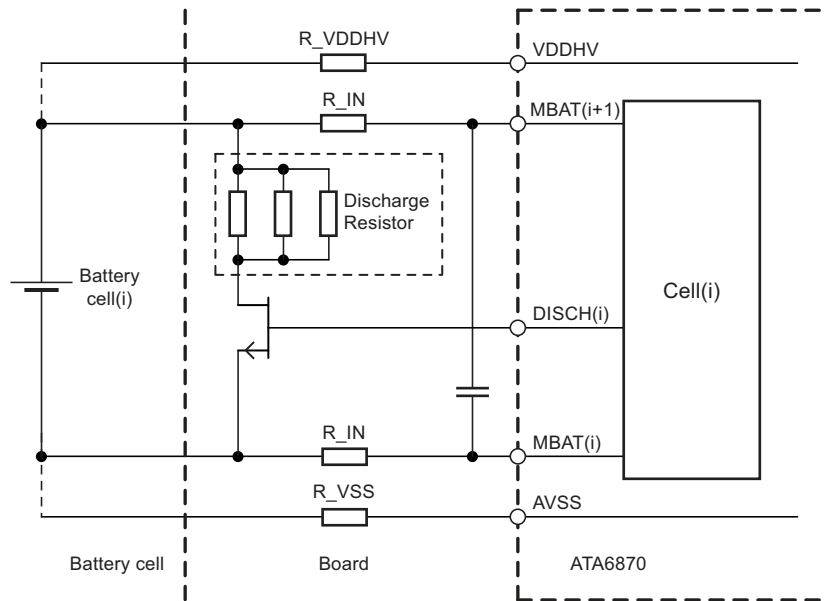 R_VDDHV
VDDHV
R_IN
MBAT(i+1)
Discharge
Resistor
Battery
cell(i)
Cell(i)
DISCH(i)
R_IN
MBAT(i)
R_VSS
AVSS
Battery cell
Board
ATA6870